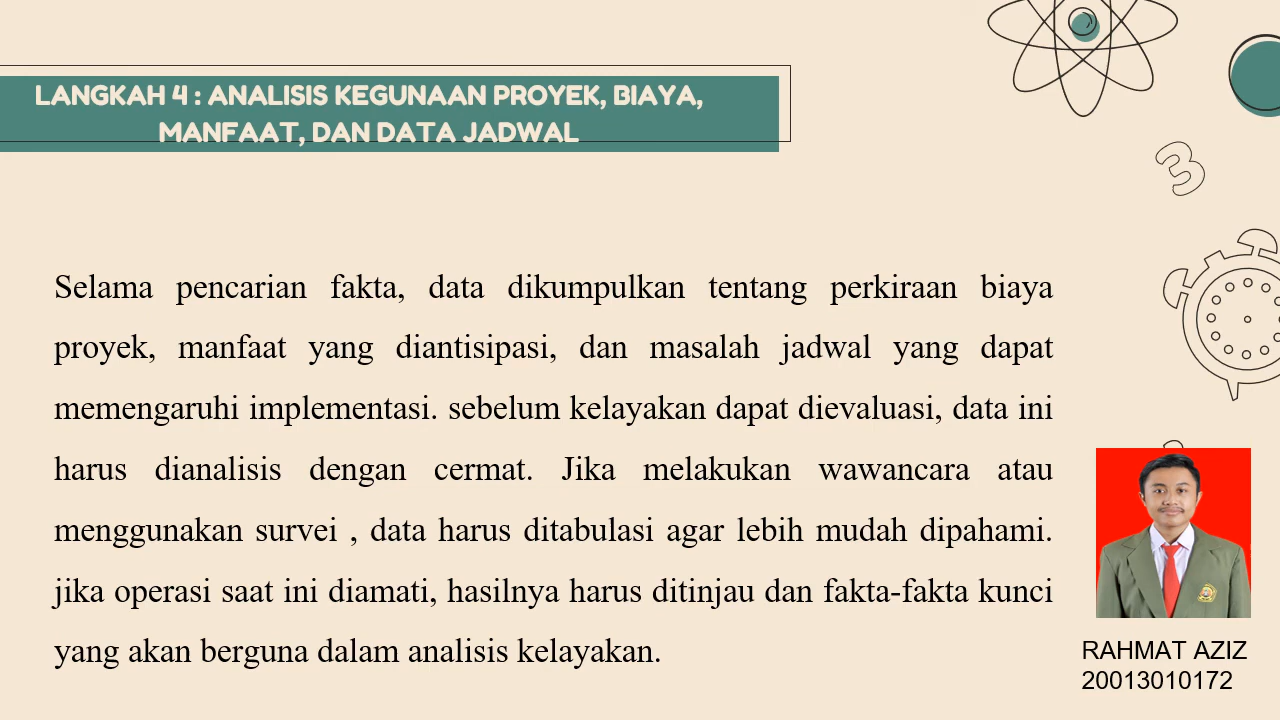 LANGKAH 4 : ANALISIS KEGUNAAN PROYEK, BIAYA,
MANFAAT, DAN DATA JADWAL
3
Selama pencarian fakta, data dikumpulkan tentang perkiraan biaya
proyek, manfaat yang diantisipasi, dan masalah jadwal yang dapat
memengaruhi implementasi. sebelum kelayakan dapat dievaluasi, data ini
harus dianalisis dengan cermat. Jika melakukan wawancara atau
menggunakan survei , data harus ditabulasi agar lebih mudah dipahami.
jika operasi saat ini diamati, hasilnya harus ditinjau dan fakta-fakta kunci
yang akan berguna dalam analisis kelayakan.
RAHMAT AZIZ
20013010172